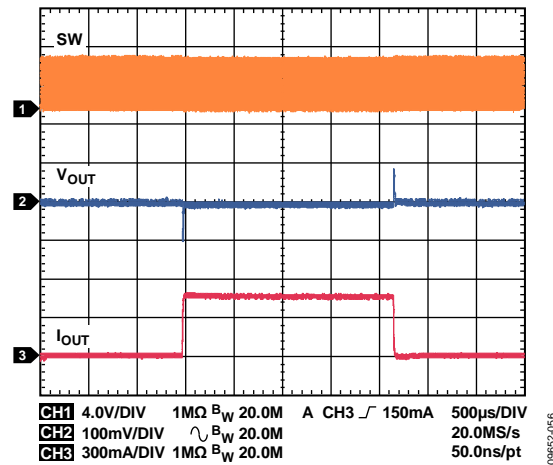 SW
1
VOUT
2
IOUT
3
CH1 4.0V/DIV 1MΩ BW 20.0M A CH3 150mA 500µs/DIV
CH2 100mV/DIV BW 20.0M 20.0MS/s
CH3 300mA/DIV 1MΩ BW 20.0M 50.0ns/pt
09652-056